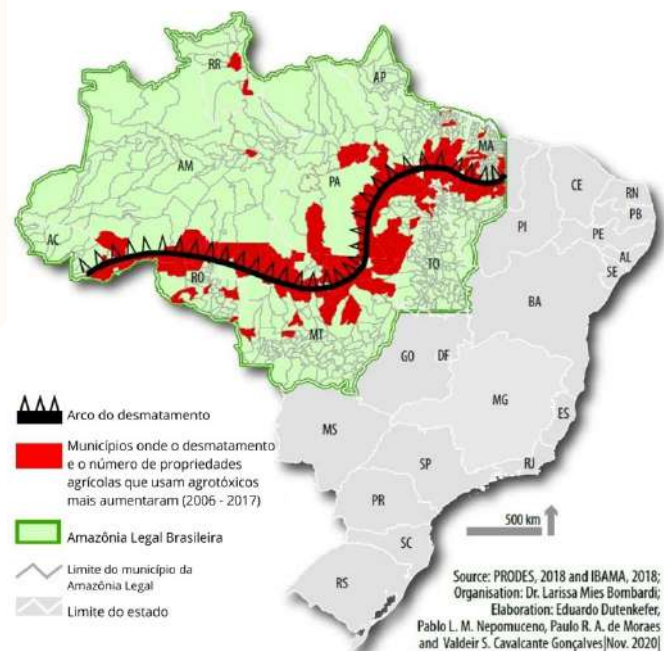 RR
AP
AM
PA
MA
CE
RN
PB
PI
PE
AL
SE
AC
RO
TO
BA
MT
GO
DF
MG
ES
MS
SP
RJ
PR
SC
RS
Arco do desmatamento
Municípios onde o desmatamento
e o número de propriedades
agrícolas que usam agrotóxicos
mais aumentaram (2006 - 2017)
Amazônia Legal Brasileira
Limite do município da
Amazônia Legal
Limite do estado
500 km
Source: PRODES, 2018 and IBAMA, 2018;
Organisation: Dr. Larissa Mies Bombardi;
Elaboration: Eduardo Dutenkefer,
Pablo L. M. Nepomuceno, Paulo R. A. de Moraes
and Valdeir S. Cavalcante Gonçalves|Nov. 2020|